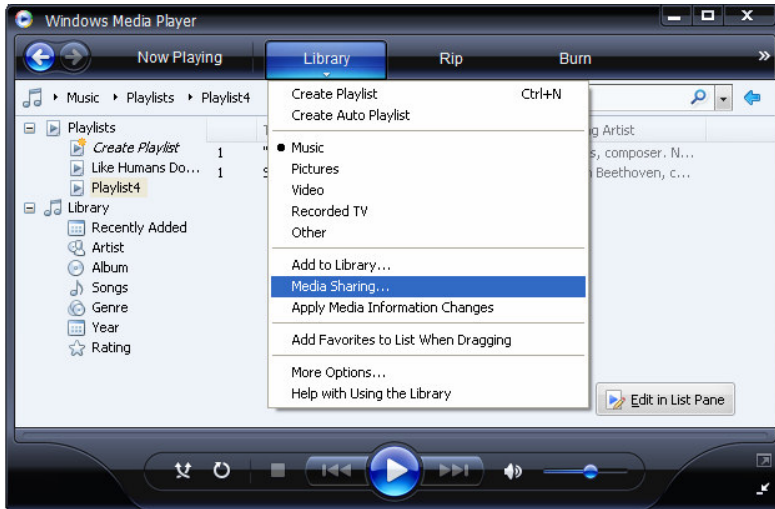 Windows Media Player
Now Playing Library Rip Burn »
Music Playlists Playlist4
Playlists
Create Playlist
Like Humans Do...
Playlist4
Library
Recently Added
Artist
Album
Songs
Genre
Year
Rating
1
1
Create Playlist Ctrl+N
Create Auto Playlist
Music
Pictures
Video
Recorded TV
Other
Add to Library...
Media Sharing...
Apply Media Information Changes
Add Favorites to List When Dragging
More Options...
Help with Using the Library
Artist
s, composer. N...
Beethoven, c...
Edit in List Pane